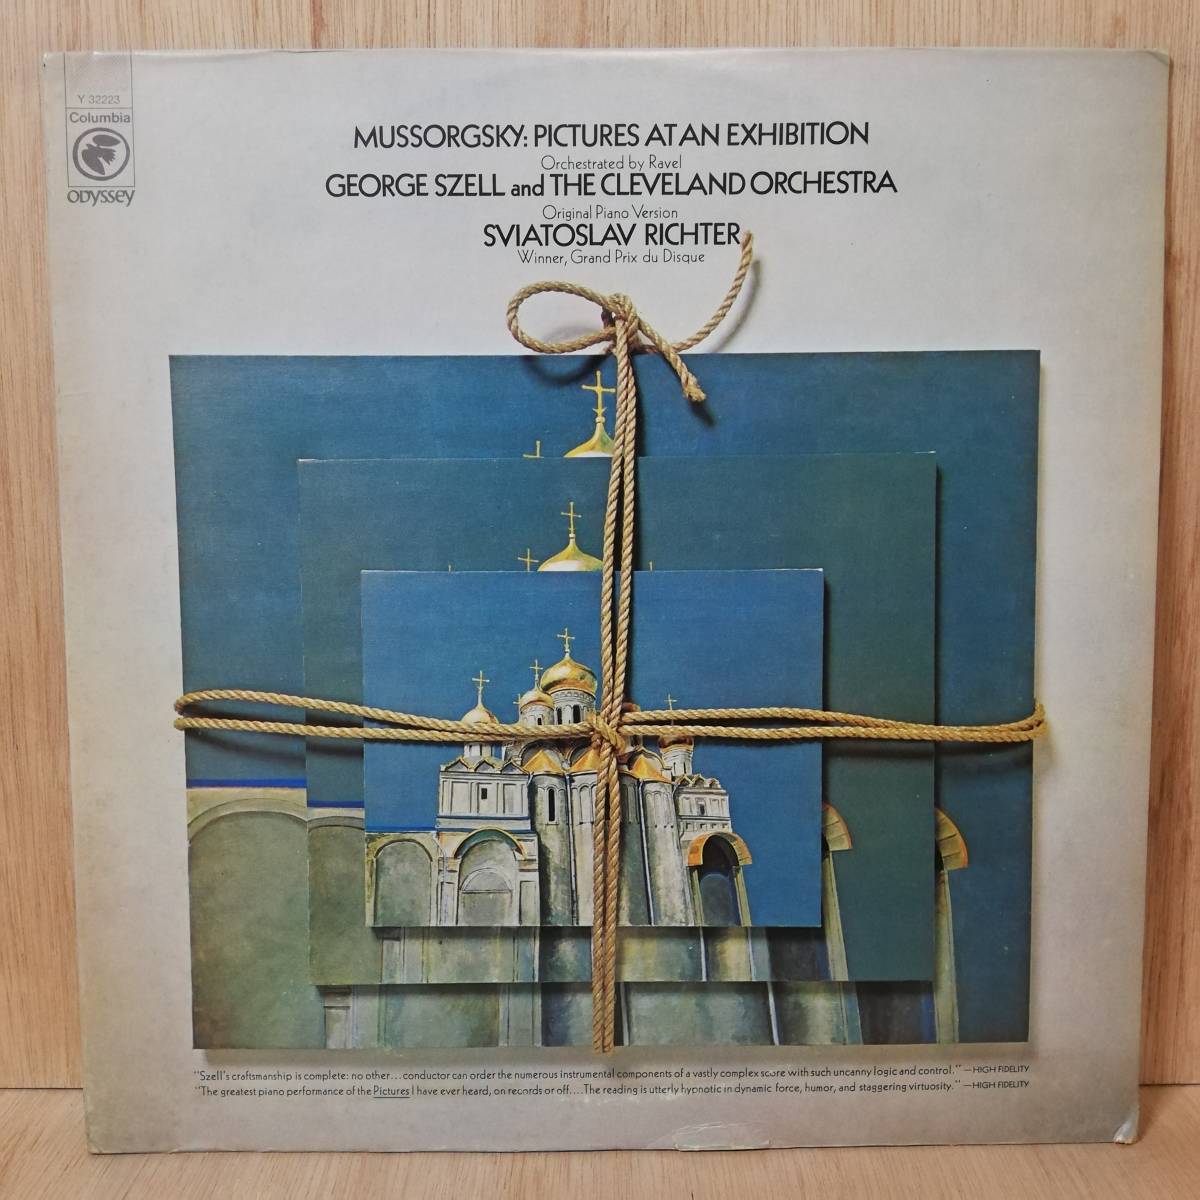 Y 32223
Columbia
ODYSSEY
MUSSORGSKY: PICTURES AT AN EXHIBITION
Orchestrated by Ravel
GEORGE SZELL and THE CLEVELAND ORCHESTRA
Original Piano Version
SVIATOSLAV RICHTER
Winner, Grand Prix du Disque
"Szell's craftsmanship is complete: no other...conductor can order the numerous instrumental components of a vastly complex score with such uncanny logic and control." —HIGH FIDELITY
"The greatest piano performance of the Pictures I have ever heard, on records or off....The reading is utterly hypnotic in dynamic force, humor, and staggering virtuosity." —HIGH FIDELITY